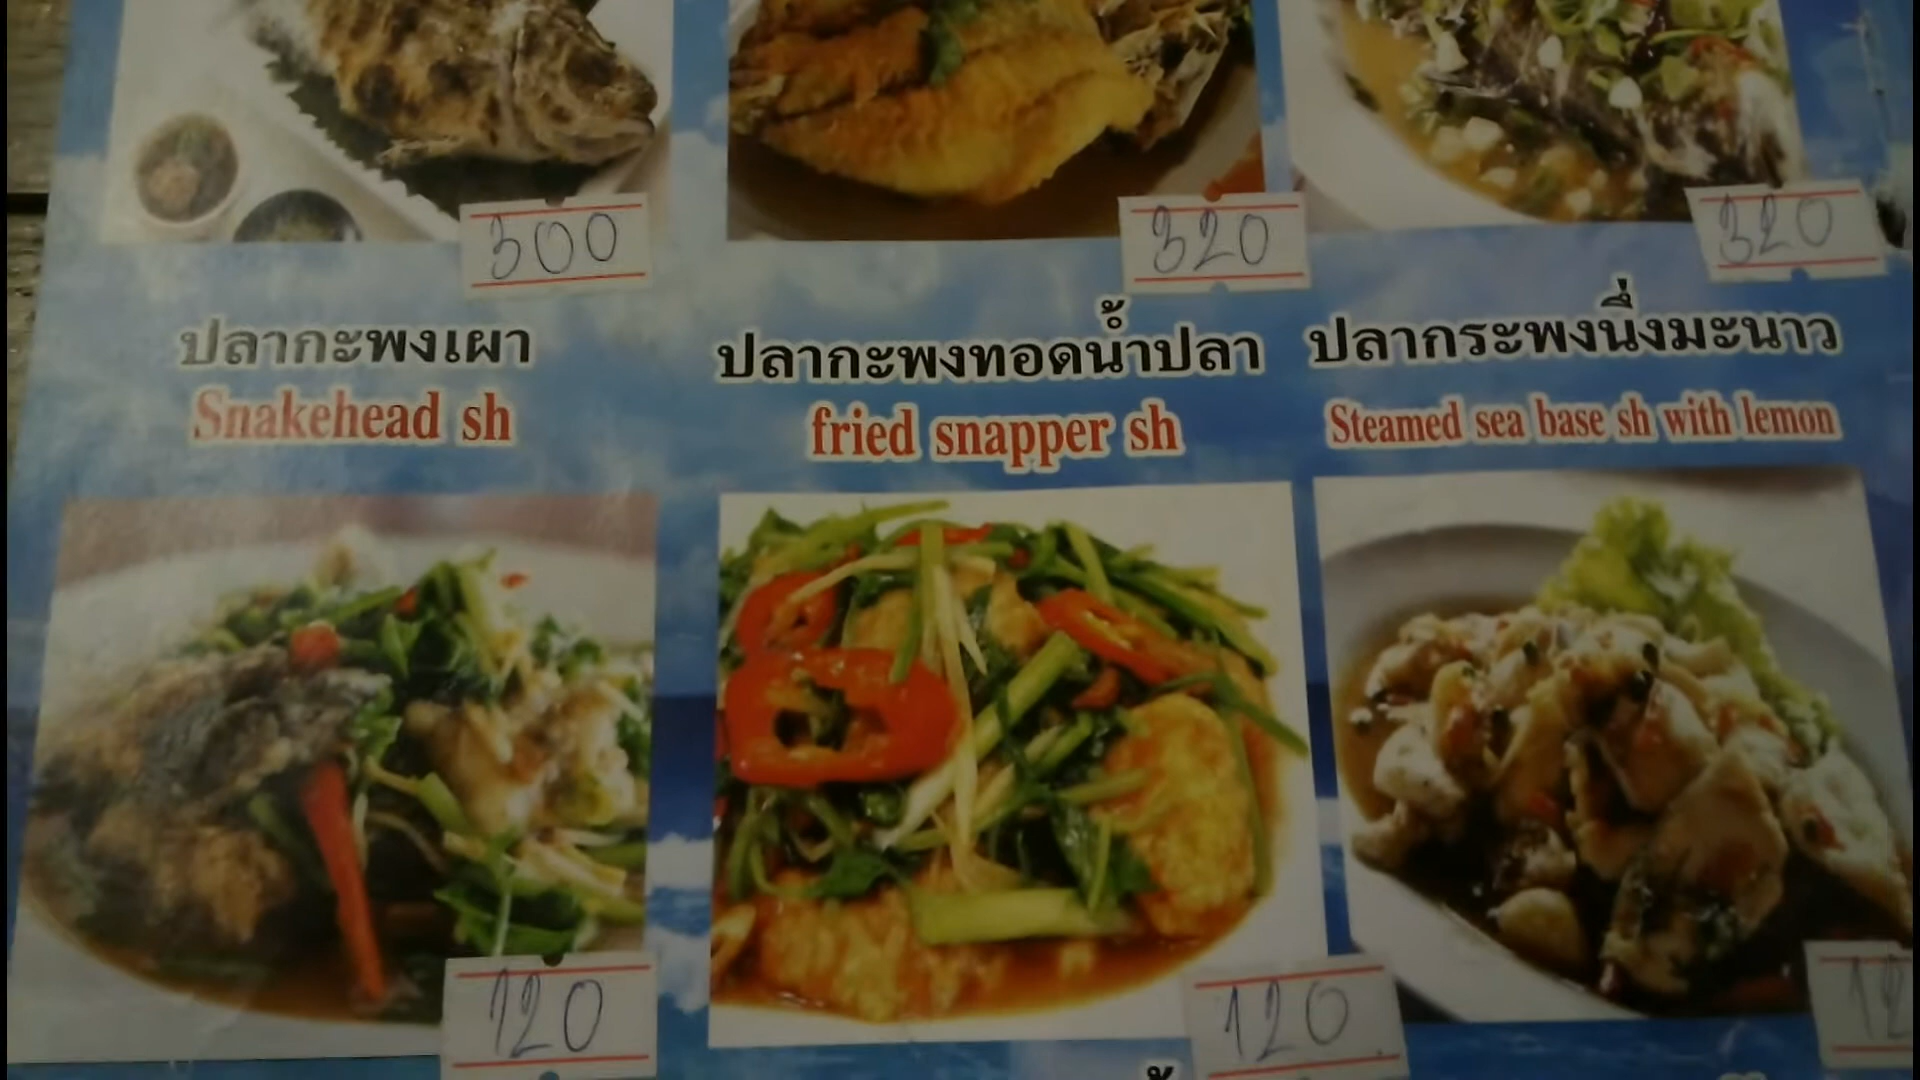 300
320
320
ปลากะพงเผา
ปลากะพงทอดน้ำปลา
ปลากระพงนึ่งมะนาว
Snakehead sh
fried snapper sh
Steamed sea base sh with lemon
120
120